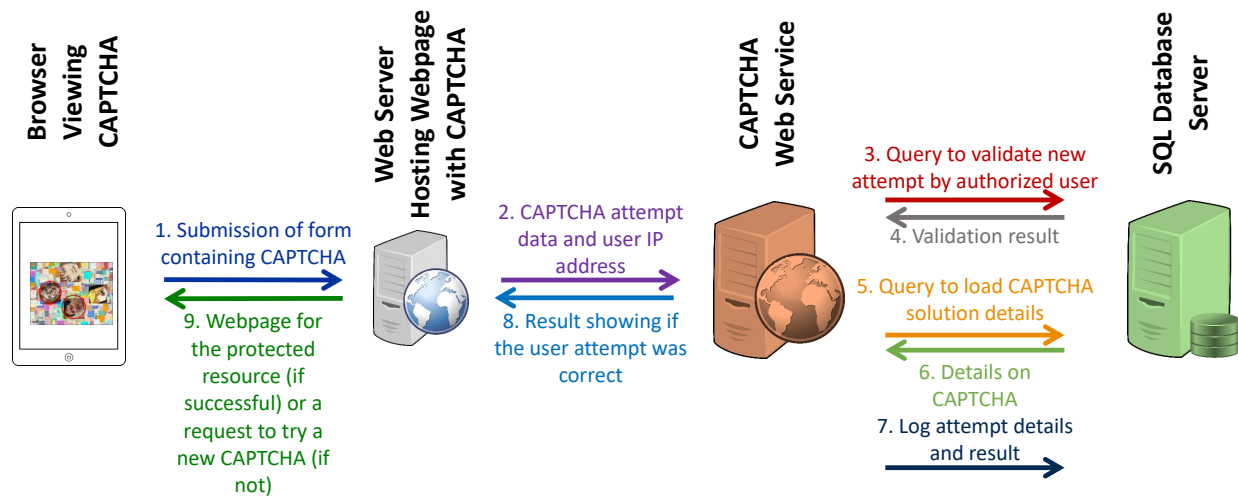 Browser
Viewing
CAPTCHA
Web Server
Hosting Webpage
with CAPTCHA
CAPTCHA
Web Service
SQL Database
Server
1. Submission of form
containing CAPTCHA
2. CAPTCHA attempt
data and user IP
address
3. Query to validate new
attempt by authorized user
4. Validation result
5. Query to load CAPTCHA
solution details
6. Details on
CAPTCHA
7. Log attempt details
and result
8. Result showing if
the user attempt was
correct
9. Webpage for
the protected
resource (if
successful) or a
request to try a
new CAPTCHA (if
not)